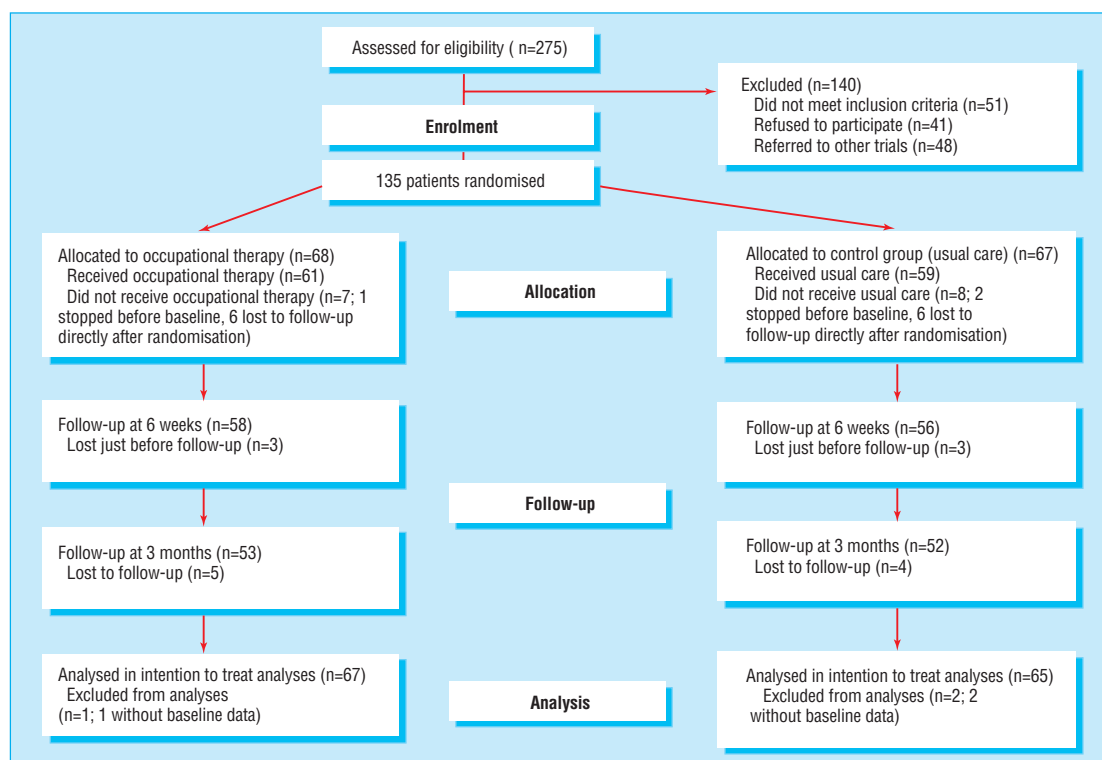 Assessed for eligibility ( n=275)
Excluded (n=140)
Did not meet inclusion criteria (n=51)
Refused to participate (n=41)
Referred to other trials (n=48)
Enrolment
135 patients randomised
Allocated to occupational therapy (n=68)
Received occupational therapy (n=61)
Did not receive occupational therapy (n=7; 1
stopped before baseline, 6 lost to follow-up
directly after randomisation)
Allocation
Allocated to control group (usual care) (n=67)
Received usual care (n=59)
Did not receive usual care (n=8; 2
stopped before baseline, 6 lost to
follow-up directly after randomisation)
Follow-up at 6 weeks (n=58)
Lost just before follow-up (n=3)
Follow-up at 6 weeks (n=56)
Lost just before follow-up (n=3)
Follow-up
Follow-up at 3 months (n=53)
Lost to follow-up (n=5)
Follow-up at 3 months (n=52)
Lost to follow-up (n=4)
Analysed in intention to treat analyses (n=67)
Excluded from analyses
(n=1; 1 without baseline data)
Analysis
Analysed in intention to treat analyses (n=65)
Excluded from analyses (n=2; 2
without baseline data)